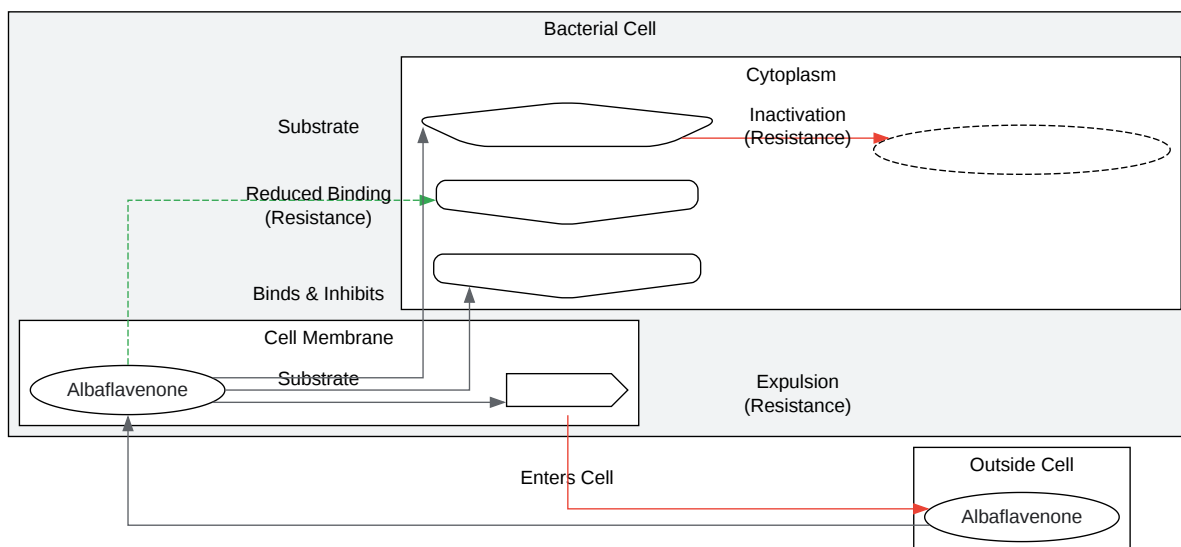 Bacterial Cell
Cytoplasm
Inactivation
(Resistance)
Substrate
Reduced Binding
(Resistance)
Binds & Inhibits
Cell Membrane
Substrate
Albaflavenone
Expulsion
(Resistance)
Enters Cell
Outside Cell
Albaflavenone